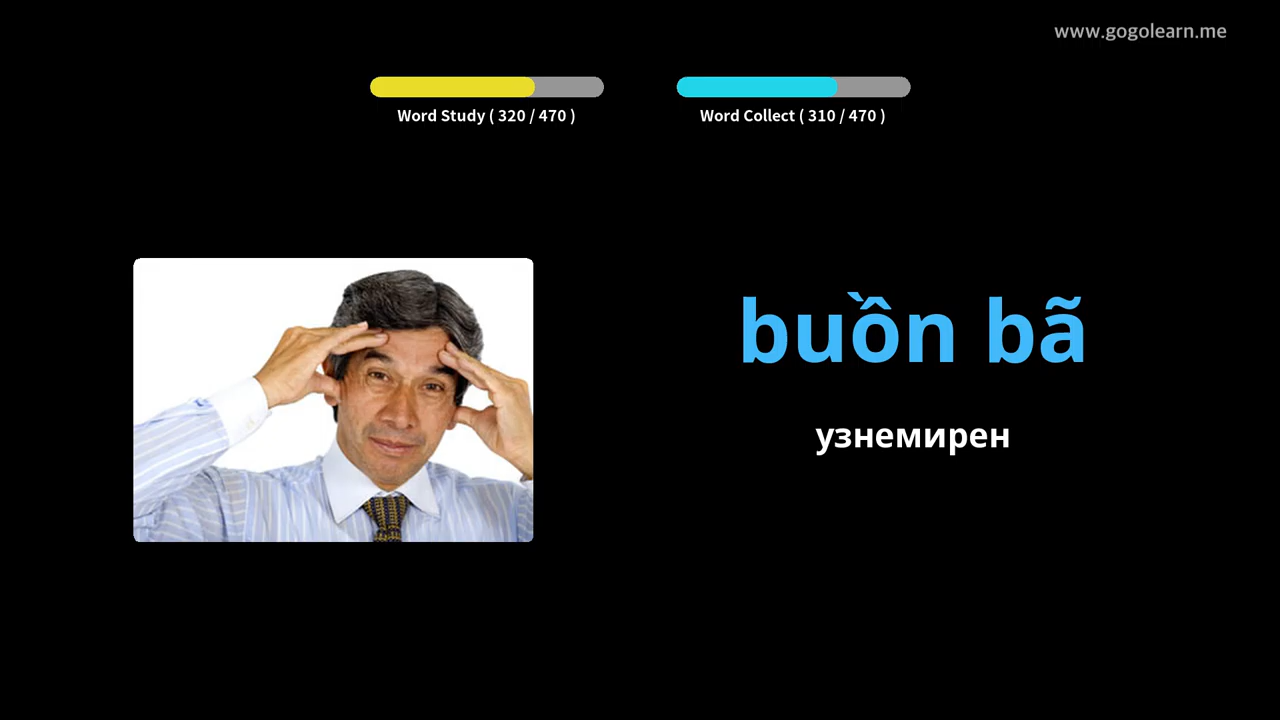 www.gogolearn.me
Word Study ( 320 / 470 )
Word Collect ( 310 / 470 )
buồn bã
узнемирен